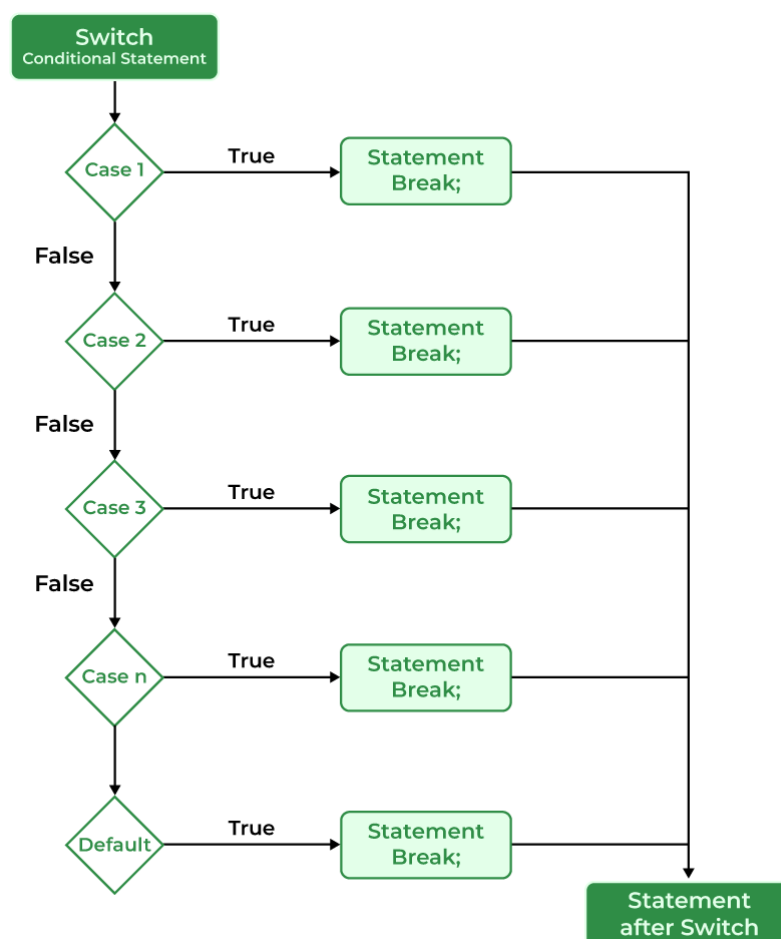 Switch
Conditional Statement
Case 1
True
Statement
Break;
False
Case 2
True
Statement
Break;
False
Case 3
True
Statement
Break;
False
Case n
True
Statement
Break;
Default
True
Statement
Break;
Statement
after Switch